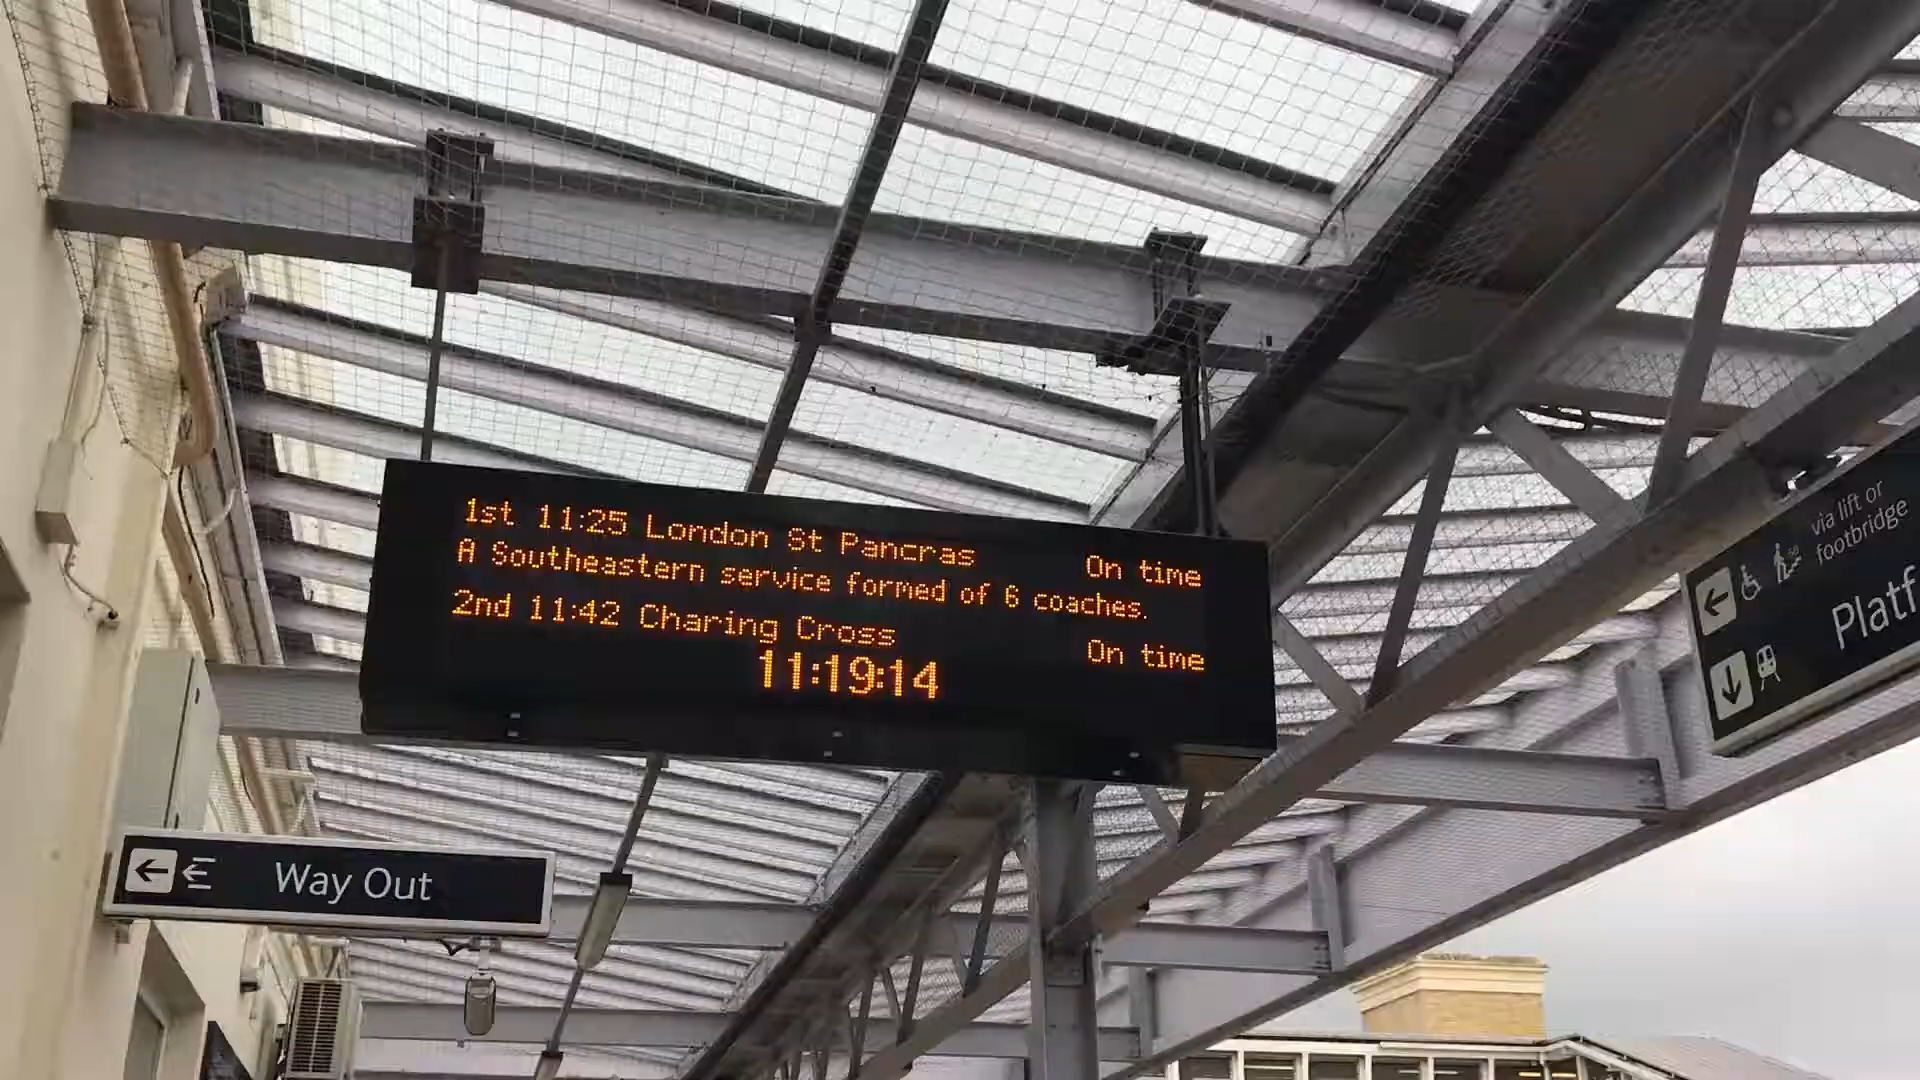 1st 11:25 London St Pancras On time
A Southeastern service formed of 6 coaches.
2nd 11:42 Charing Cross On time
11:19:14
Way Out
via lift or
footbridge